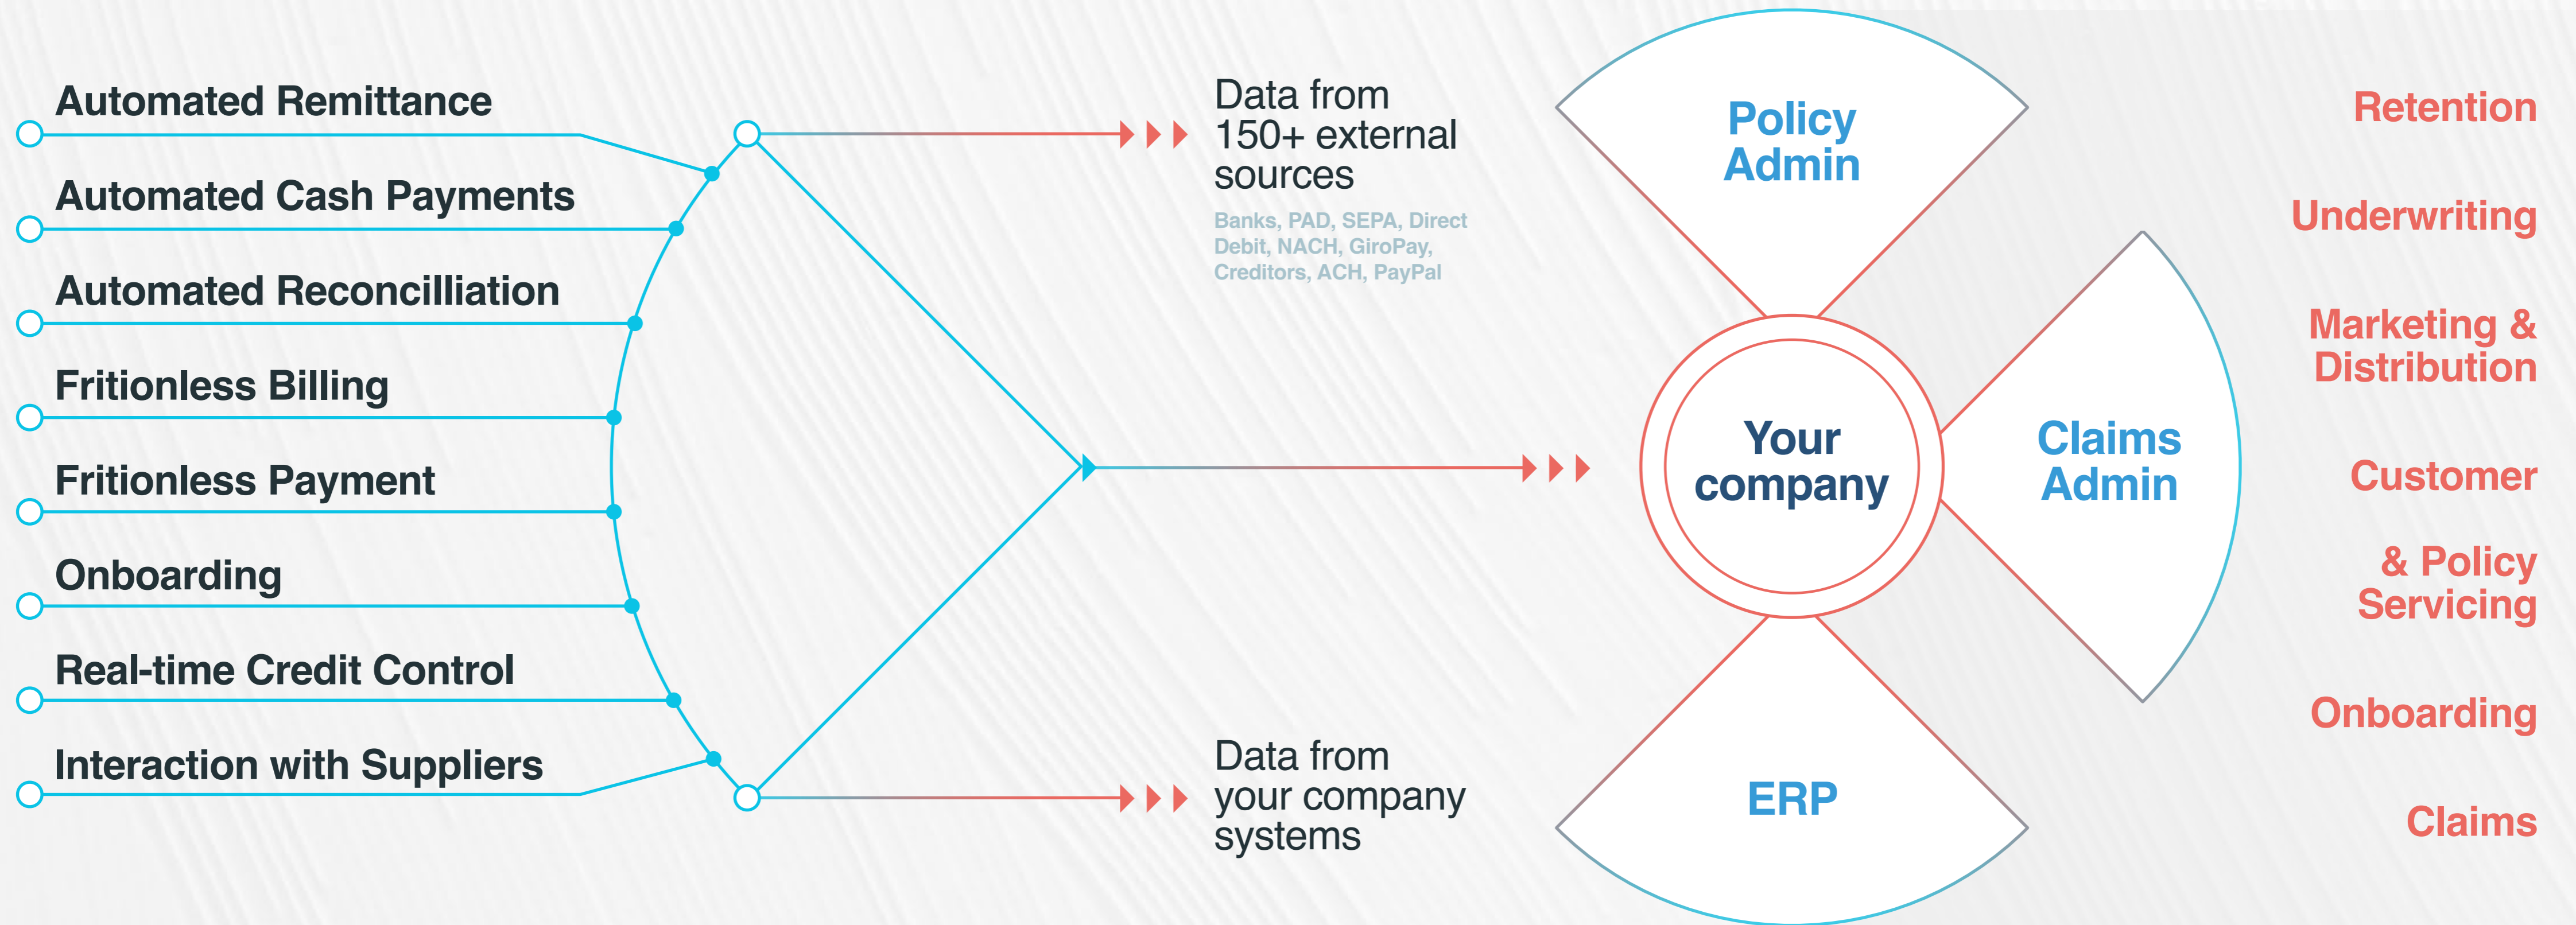 Automated Remittance
Automated Cash Payments
Automated Reconcilliation
Fritionless Billing
Fritionless Payment
Onboarding
Real-time Credit Control
Interaction with Suppliers
Data from
150+ external
sources
Banks, PAD, SEPA, Direct
Debit, NACH, GiroPay,
Creditors, ACH, PayPal
Data from
your company
systems
Policy
Admin
Your
company
Claims
Admin
ERP
Retention
Underwriting
Marketing &
Distribution
Customer
& Policy
Servicing
Onboarding
Claims